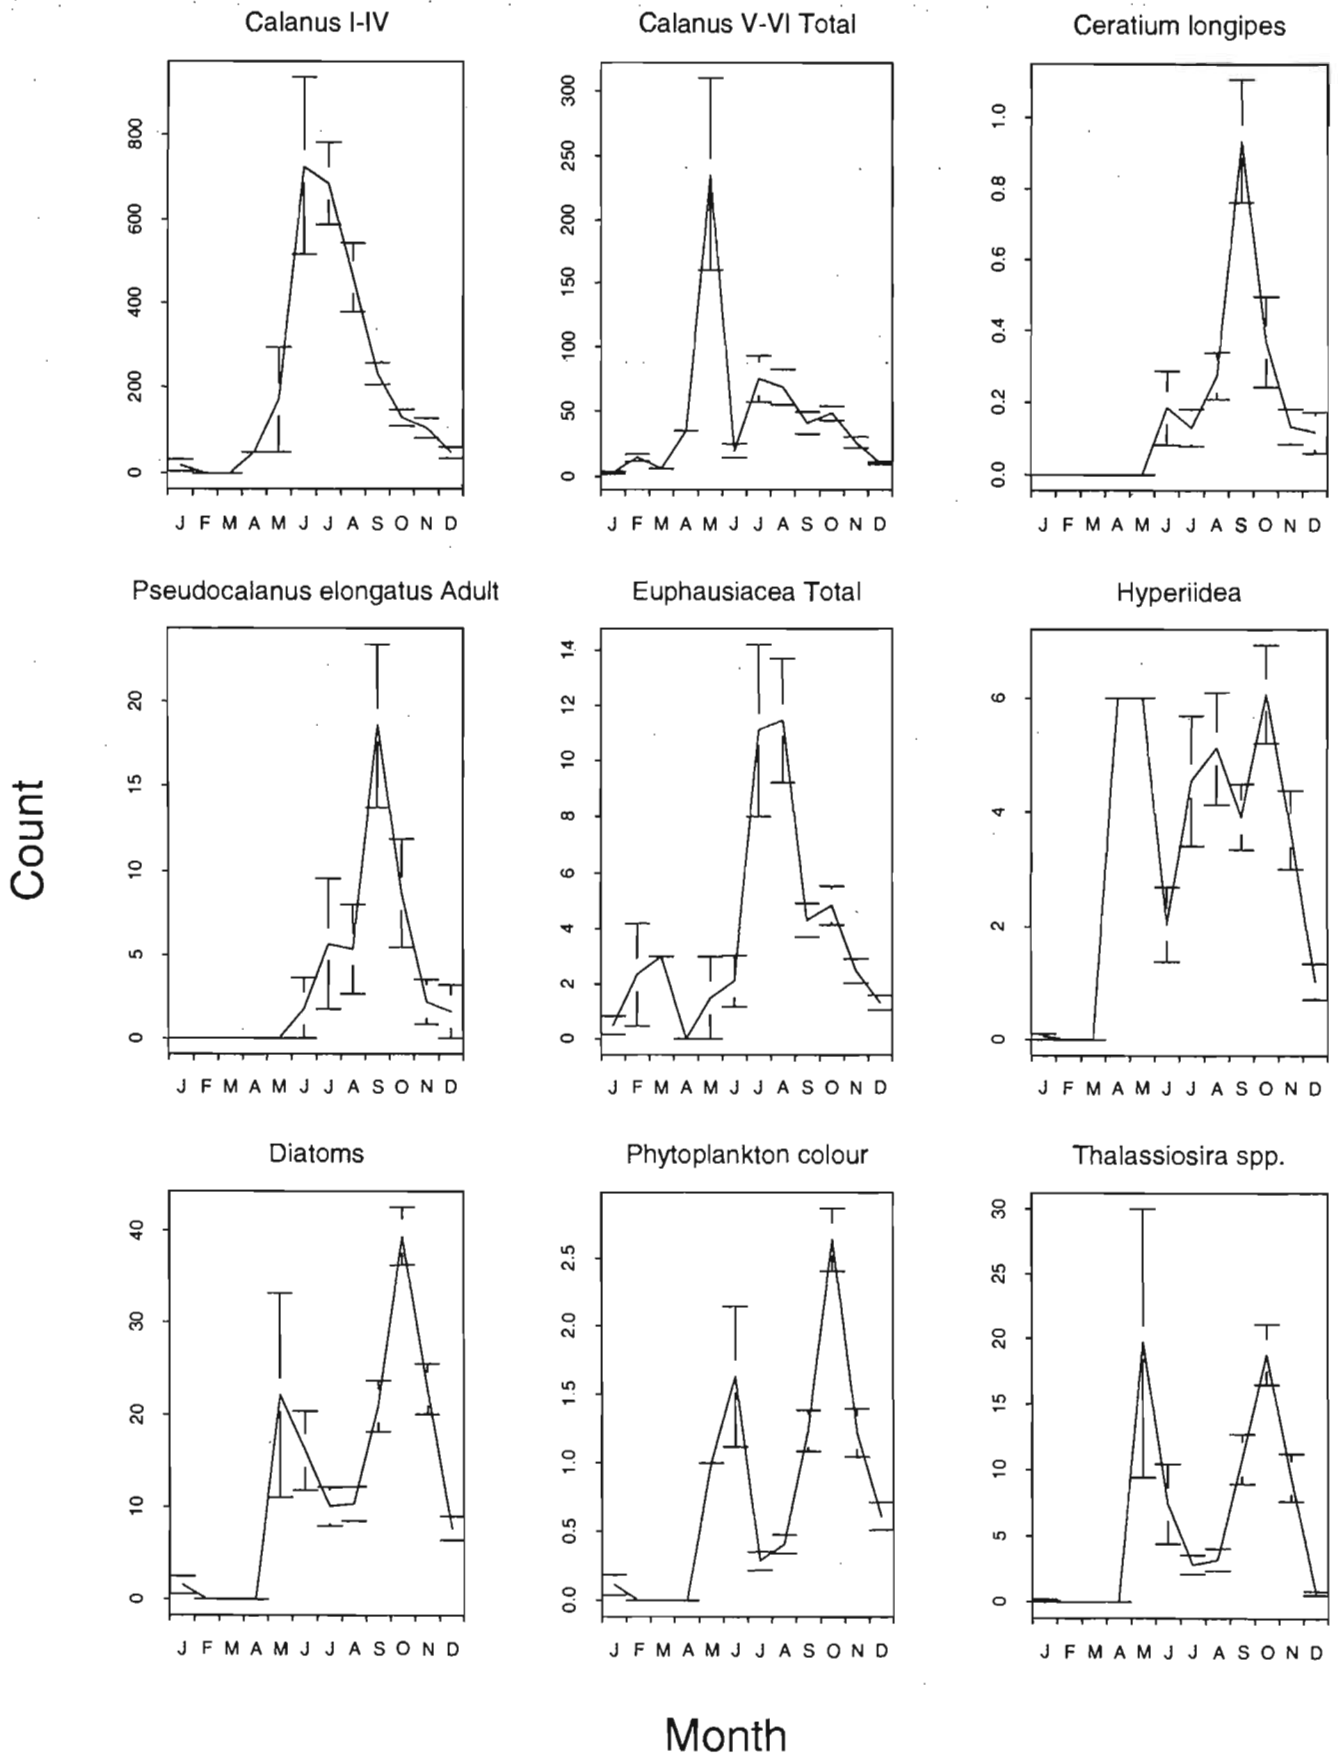 Calanus I-IV
Calanus V-VI Total
Ceratium longipes
800
600
400
200
0
J F M A M J J A S O N D
300
250
200
150
100
50
0
J F M A M J J A S O N D
1.0
0.8
0.6
0.4
0.2
0.0
J F M A M J J A S O N D
Pseudocalanus elongatus Adult
Euphausiacea Total
Hyperiidea
20
15
10
5
0
J F M A M J J A S O N D
14
12
10
8
6
4
2
0
J F M A M J J A S O N D
6
4
2
0
J F M A M J J A S O N D
Count
Diatoms
Phytoplankton colour
Thalassiosira spp.
40
30
20
10
0
J F M A M J J A S O N D
2.5
2.0
1.5
1.0
0.5
0.0
J F M A M J J A S O N D
30
25
20
15
10
5
0
J F M A M J J A S O N D
Month